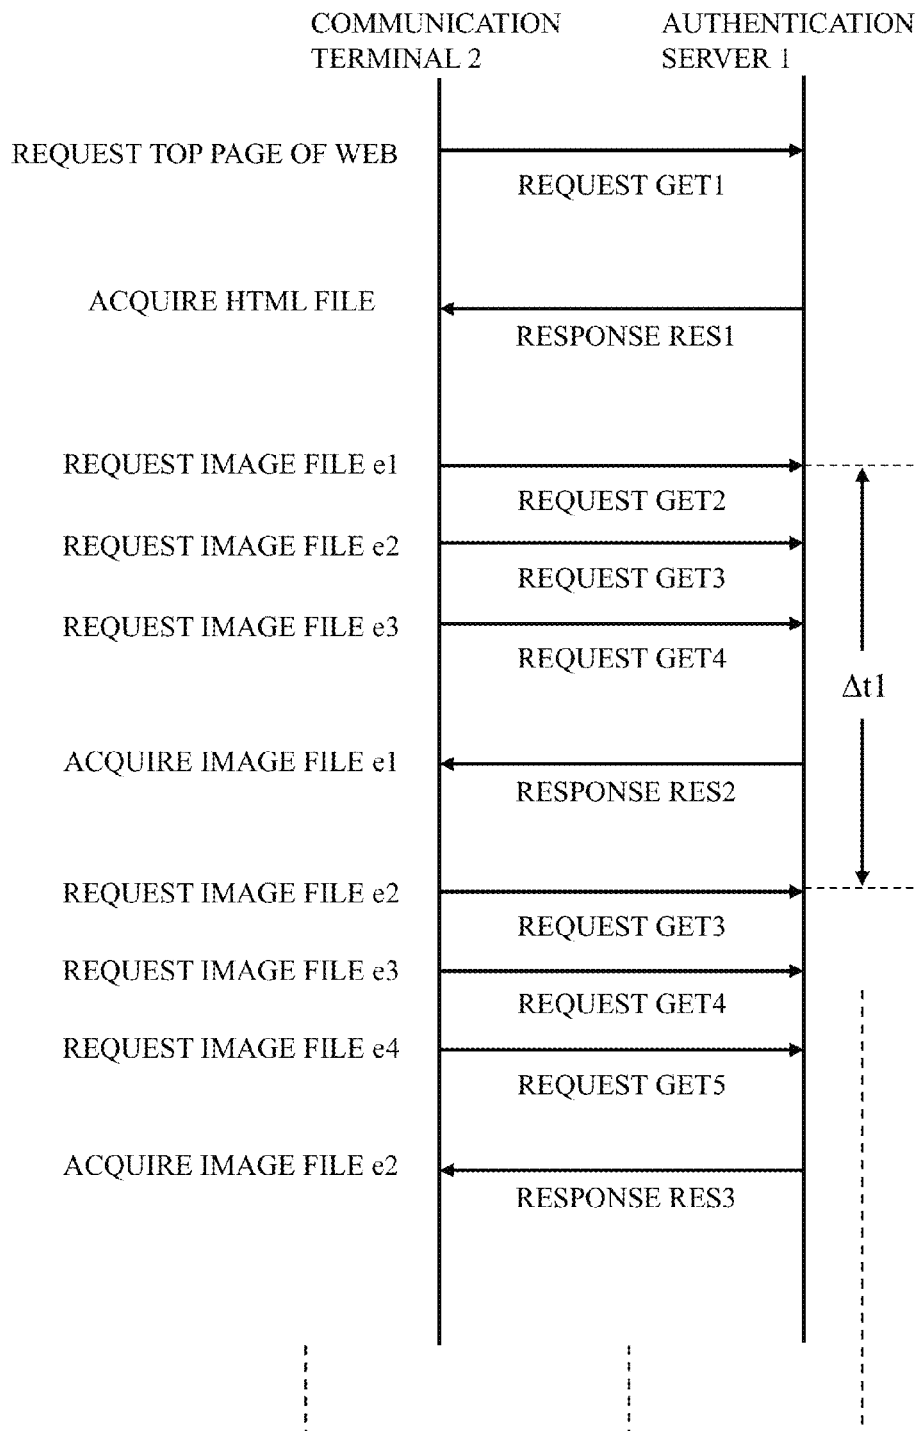 COMMUNICATION
TERMINAL 2
AUTHENTICATION
SERVER 1
REQUEST TOP PAGE OF WEB
REQUEST GET1
ACQUIRE HTML FILE
RESPONSE RES1
REQUEST IMAGE FILE e1
REQUEST GET2
REQUEST IMAGE FILE e2
REQUEST GET3
REQUEST IMAGE FILE e3
REQUEST GET4
Δt1
ACQUIRE IMAGE FILE e1
RESPONSE RES2
REQUEST IMAGE FILE e2
REQUEST GET3
REQUEST IMAGE FILE e3
REQUEST GET4
REQUEST IMAGE FILE e4
REQUEST GET5
ACQUIRE IMAGE FILE e2
RESPONSE RES3